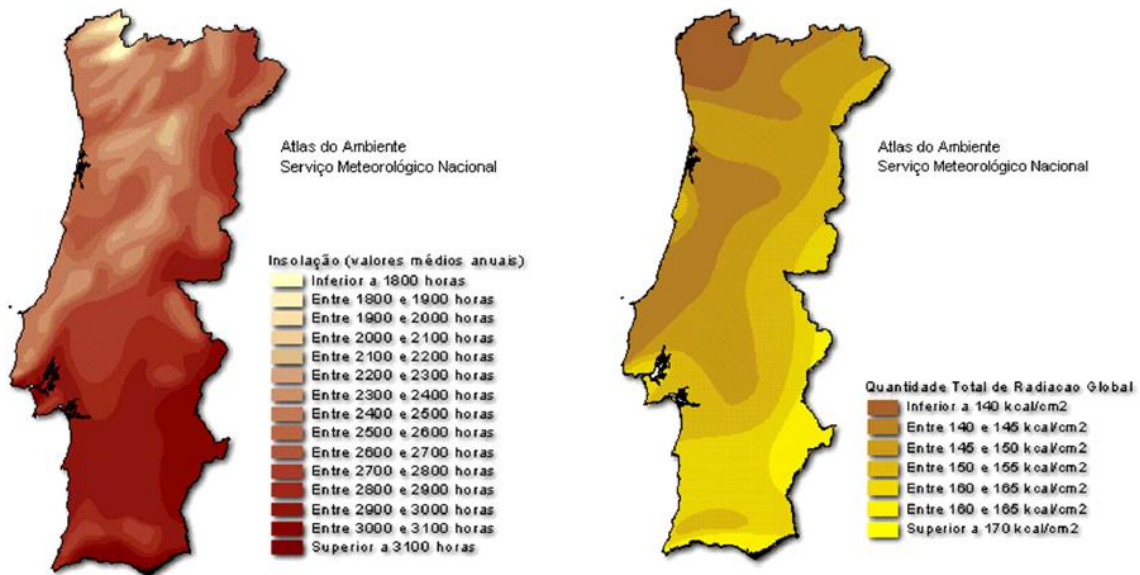 Atlas do Ambiente
Serviço Meteorológico Nacional
Insolação (valores médios anuais)
Inferior a 1800 horas
Entre 1800 e 1900 horas
Entre 1900 e 2000 horas
Entre 2000 e 2100 horas
Entre 2100 e 2200 horas
Entre 2200 e 2300 horas
Entre 2300 e 2400 horas
Entre 2400 e 2500 horas
Entre 2500 e 2600 horas
Entre 2600 e 2700 horas
Entre 2700 e 2800 horas
Entre 2800 e 2900 horas
Entre 2900 e 3000 horas
Entre 3000 e 3100 horas
Superior a 3100 horas
Atlas do Ambiente
Serviço Meteorológico Nacional
Quantidade Total de Radiacao Global
Inferior a 140 kcal/cm2
Entre 140 e 145 kcal/cm2
Entre 145 e 150 kcal/cm2
Entre 150 e 155 kcal/cm2
Entre 160 e 165 kcal/cm2
Entre 160 e 165 kcal/cm2
Superior a 170 kcal/cm2